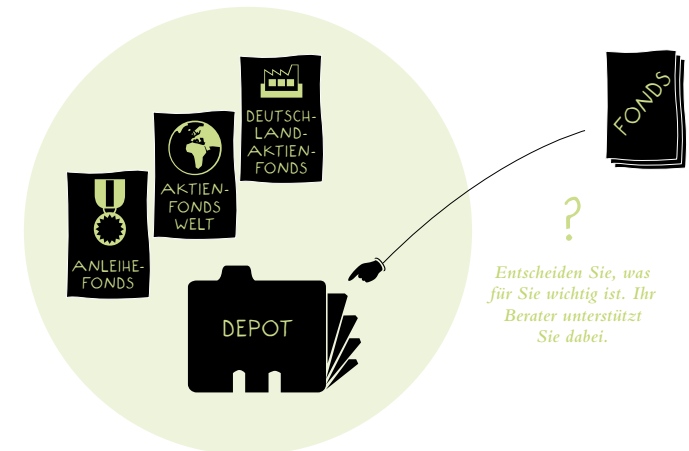 DEUTSCH-
LAND-
AKTIEN-
FONDS
AKTIEN-
FONDS
WELT
ANLEIHE-
FONDS
DEPOT
FONDS
?
Entscheiden Sie, was
für Sie wichtig ist. Ihr
Berater unterstützt
Sie dabei.